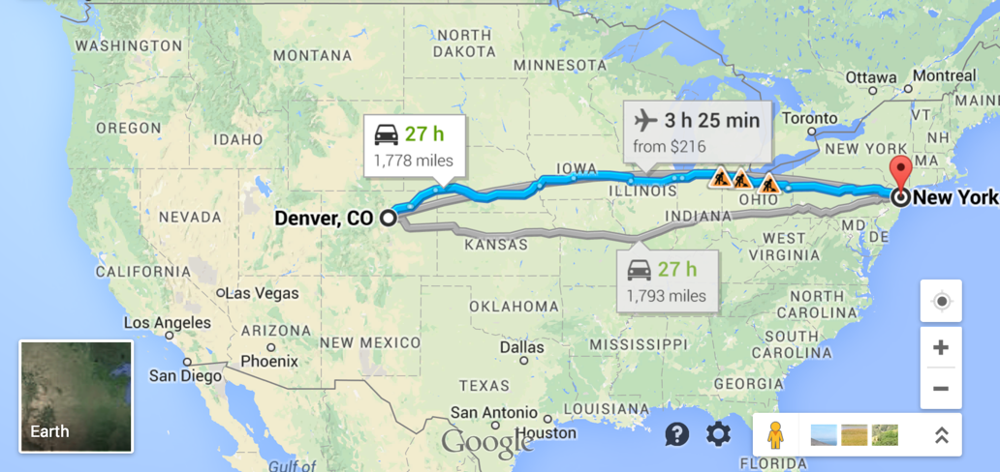 NORTH
DAKOTA
WASHINGTON
MONTANA
MINNESOTA
Ottawa
Montreal
MAINE
VT
Toronto
OREGON
IDAHO
27 h
1,778 miles
3 h 25 min
from $216
NEW YORK
NH
MA
IOWA
ILLINOIS
OHIO
Denver, CO
New York
NEVADA
INDIANA
KANSAS
MD
DE
WEST
VIRGINIA
CALIFORNIA
27 h
1,793 miles
Las Vegas
OKLAHOMA
NORTH
CAROLINA
Los Angeles
ARIZONA
NEW MEXICO
Dallas
MISSISSIPPI
SOUTH
CAROLINA
Phoenix
San Diego
TEXAS
GEORGIA
San Antonio
LOUISIANA
Houston
Earth
Google
Gulf of
FLORIDA